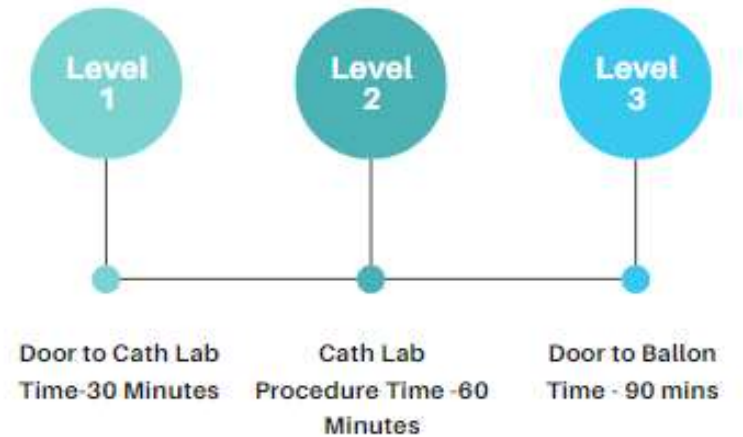 Level
1
Level
2
Level
3
Door to Cath Lab
Time-30 Minutes
Cath Lab
Procedure Time -60
Minutes
Door to Ballon
Time - 90 mins